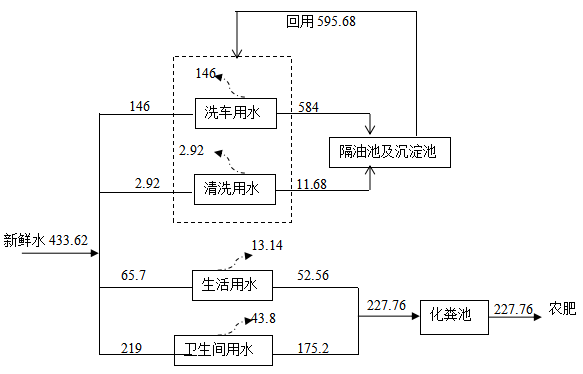 回用 595.68
146
146
洗车用水
584
隔油池及沉淀池
2.92
2.92
清洗用水
11.68
新鲜水 433.62
13.14
65.7
生活用水
52.56
227.76
化粪池
227.76
农肥
43.8
219
卫生间用水
175.2